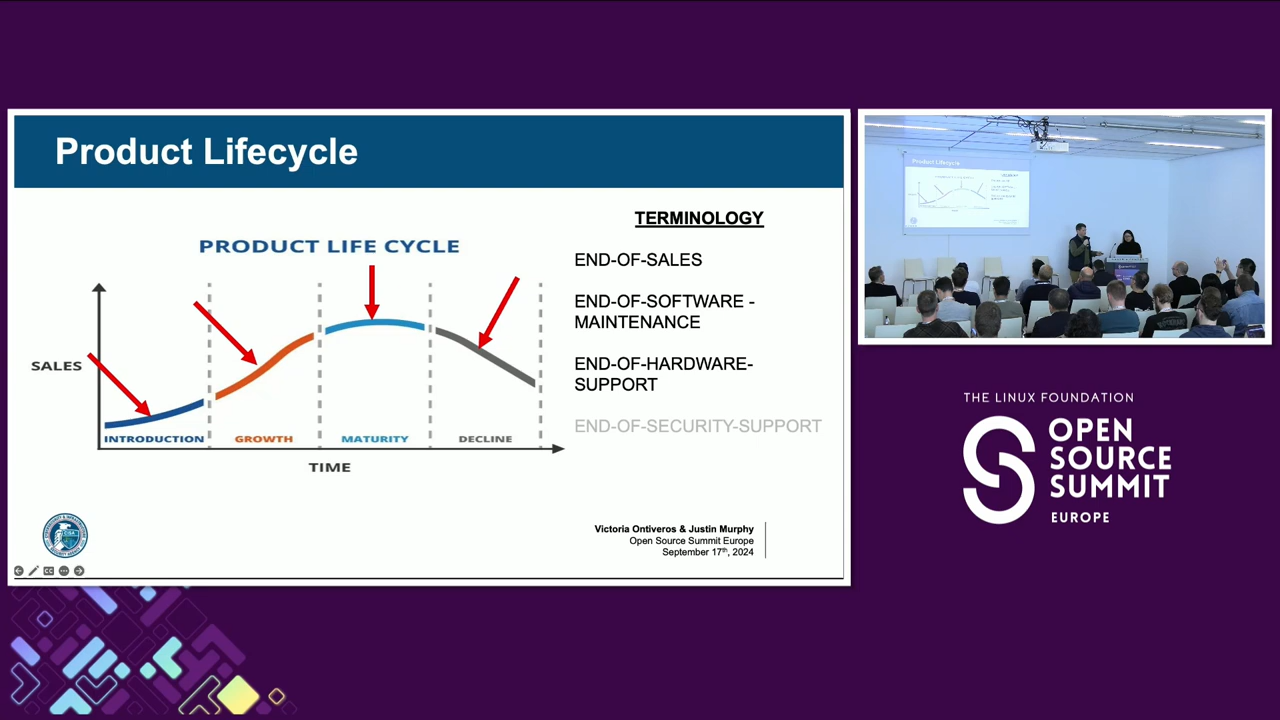 Product Lifecycle
PRODUCT LIFE CYCLE
SALES
INTRODUCTION
GROWTH
MATURITY
DECLINE
TIME
TERMINOLOGY
END-OF-SALES
END-OF-SOFTWARE -
MAINTENANCE
END-OF-HARDWARE-
SUPPORT
END-OF-SECURITY-SUPPORT
Victoria Ontiveros & Justin Murphy
Open Source Summit Europe
September 17th, 2024
Product Lifecycle
THE LINUX FOUNDATION
OPEN
SOURCE
SUMMIT
EUROPE